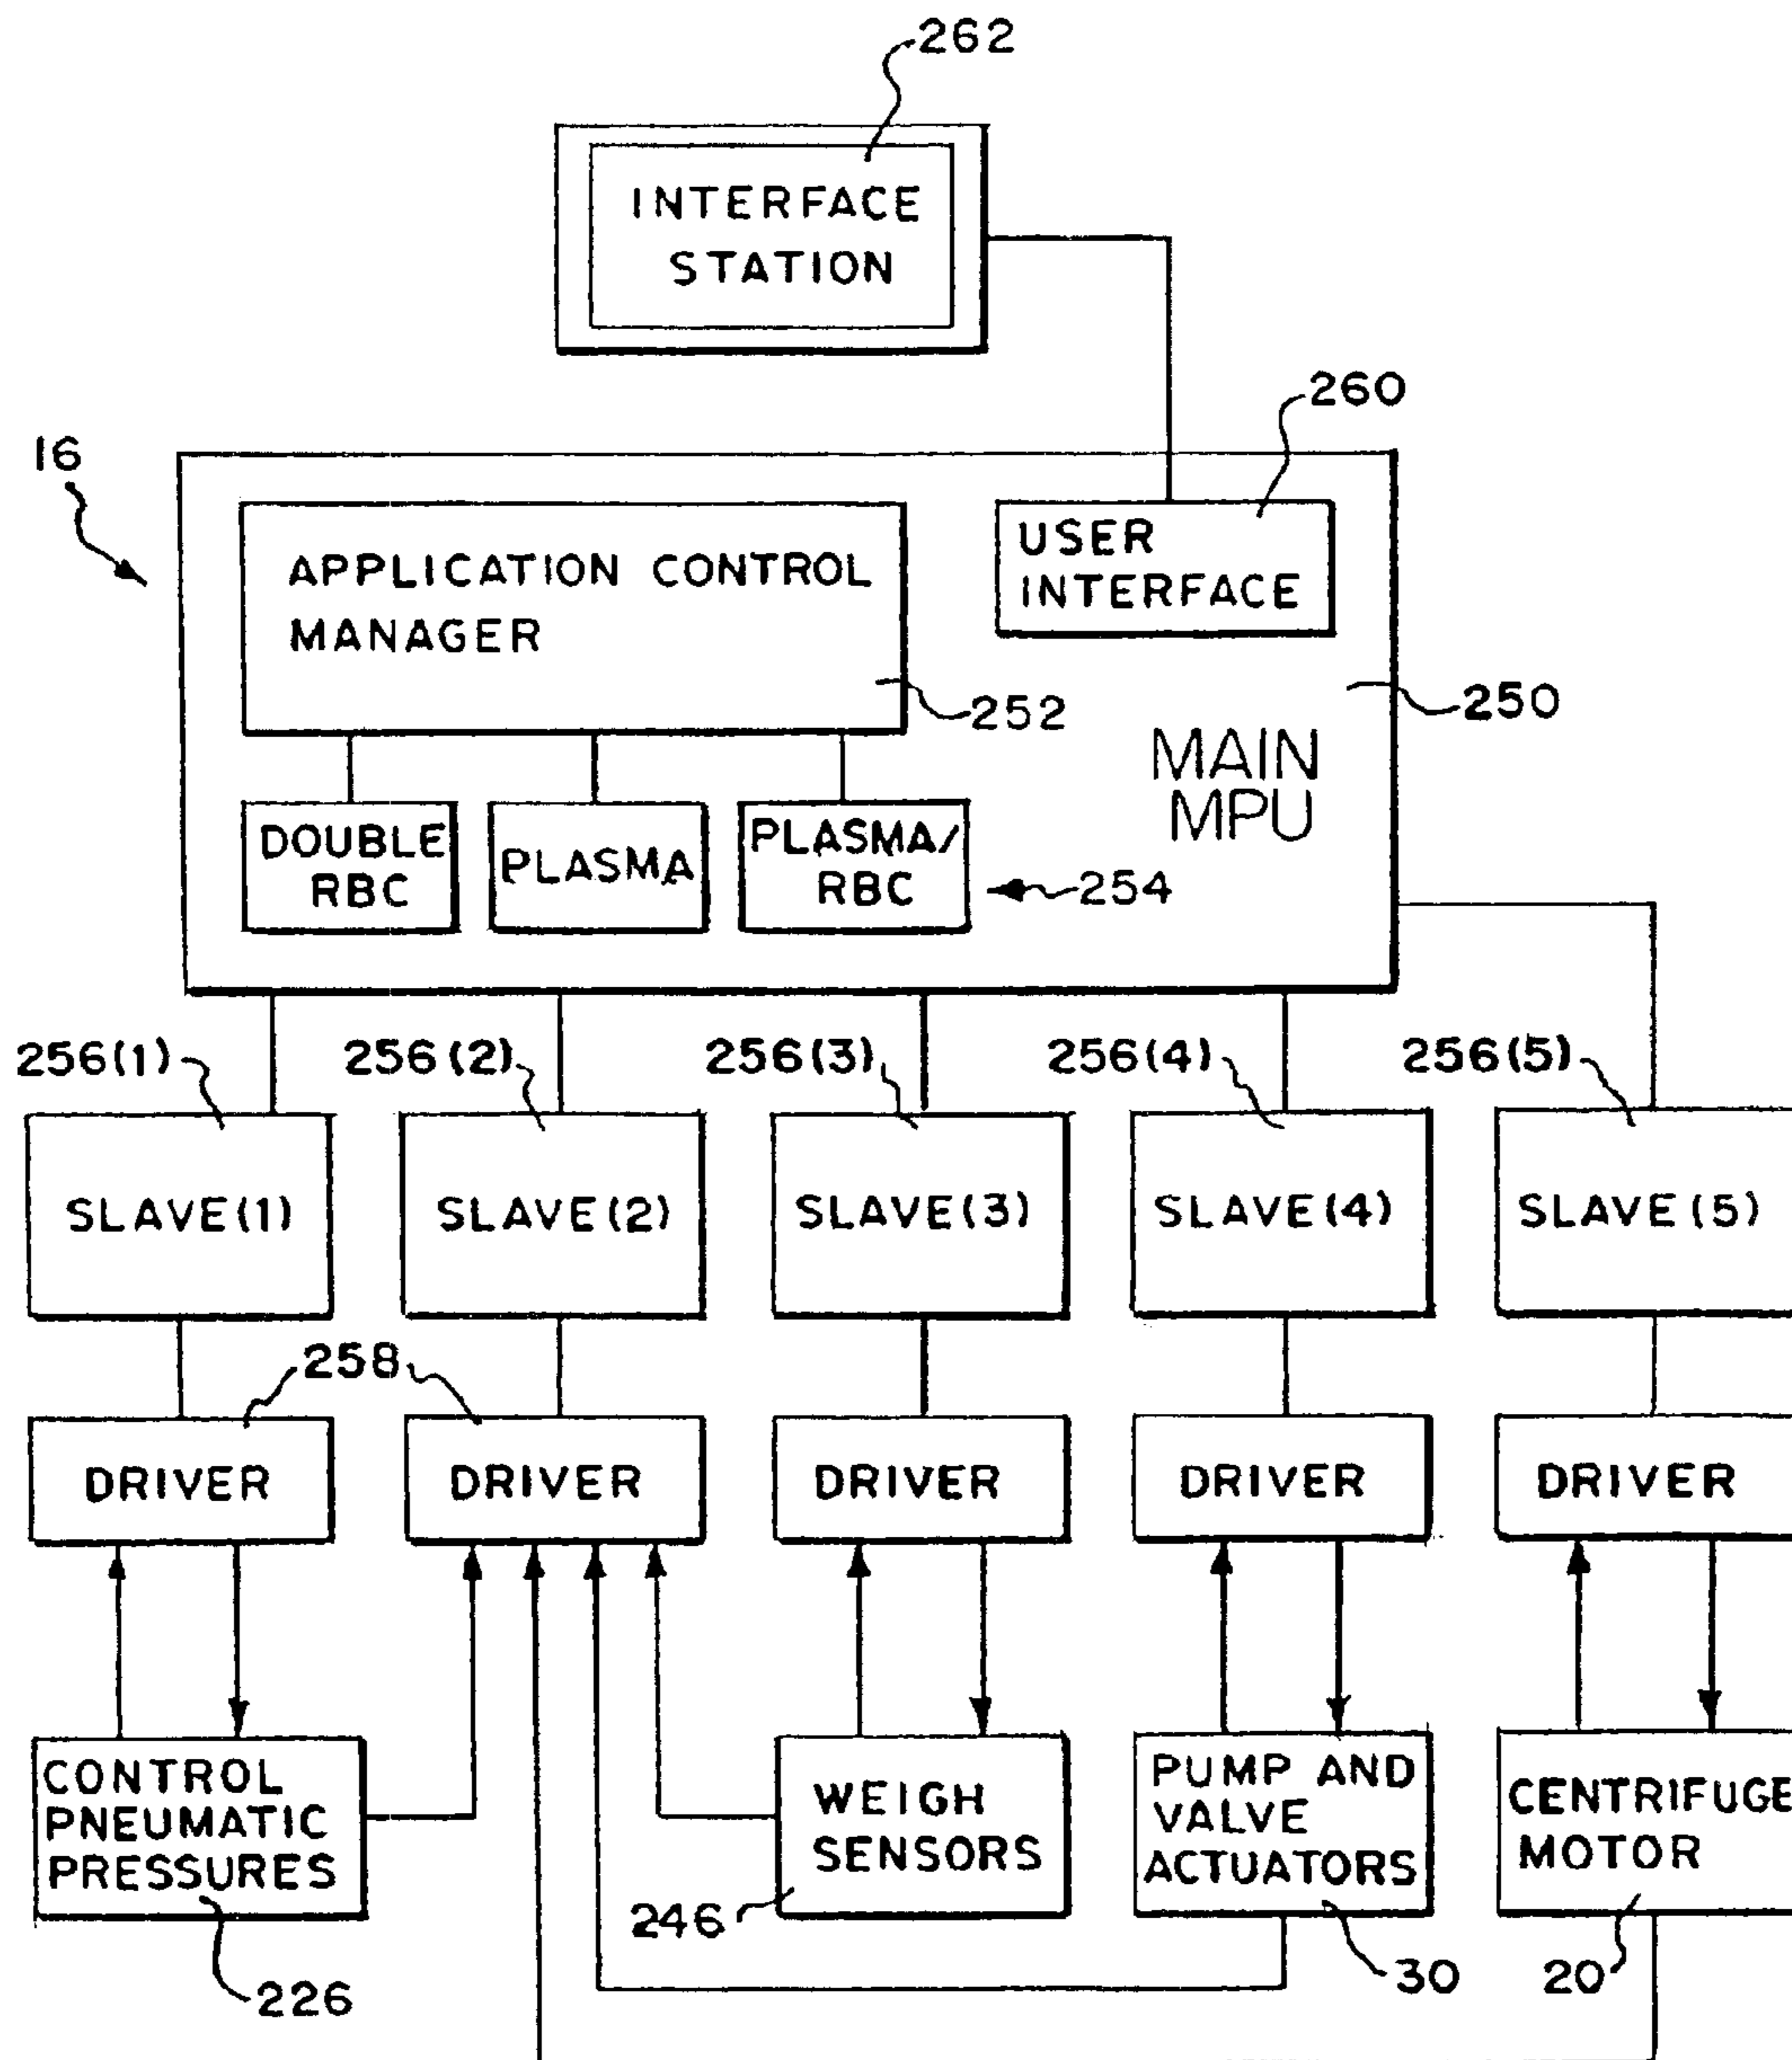 262
INTERFACE
STATION
260
16
USER
INTERFACE
APPLICATION CONTROL
MANAGER
252
250
MAIN
MPU
DOUBLE
RBC
PLASMA
PLASMA/
RBC
254
256(1)
256(2)
256(3)
256(4)
256(5)
SLAVE(1)
SLAVE(2)
SLAVE(3)
SLAVE(4)
SLAVE(5)
258
DRIVER
DRIVER
DRIVER
DRIVER
DRIVER
CONTROL
PNEUMATIC
PRESSURES
WEIGH
SENSORS
PUMP AND
VALVE
ACTUATORS
CENTRIFUGE
MOTOR
246
226
30
20